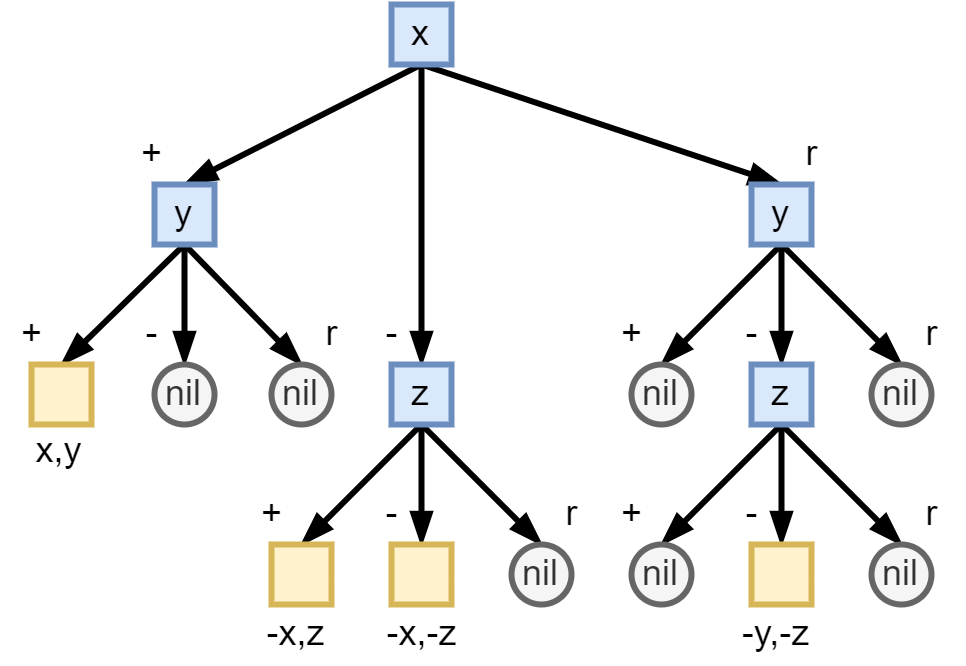 x
+ r
y y
+ - r - + - r
nil nil z nil z nil
x,y
+ - r + - r
nil nil nil
-x,z -x,-z -y,-z